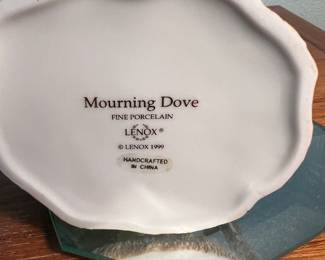 Mourning Dove
FINE PORCELAIN
LENOX®
© LENOX 1999
HANDCRAFTED
IN CHINA